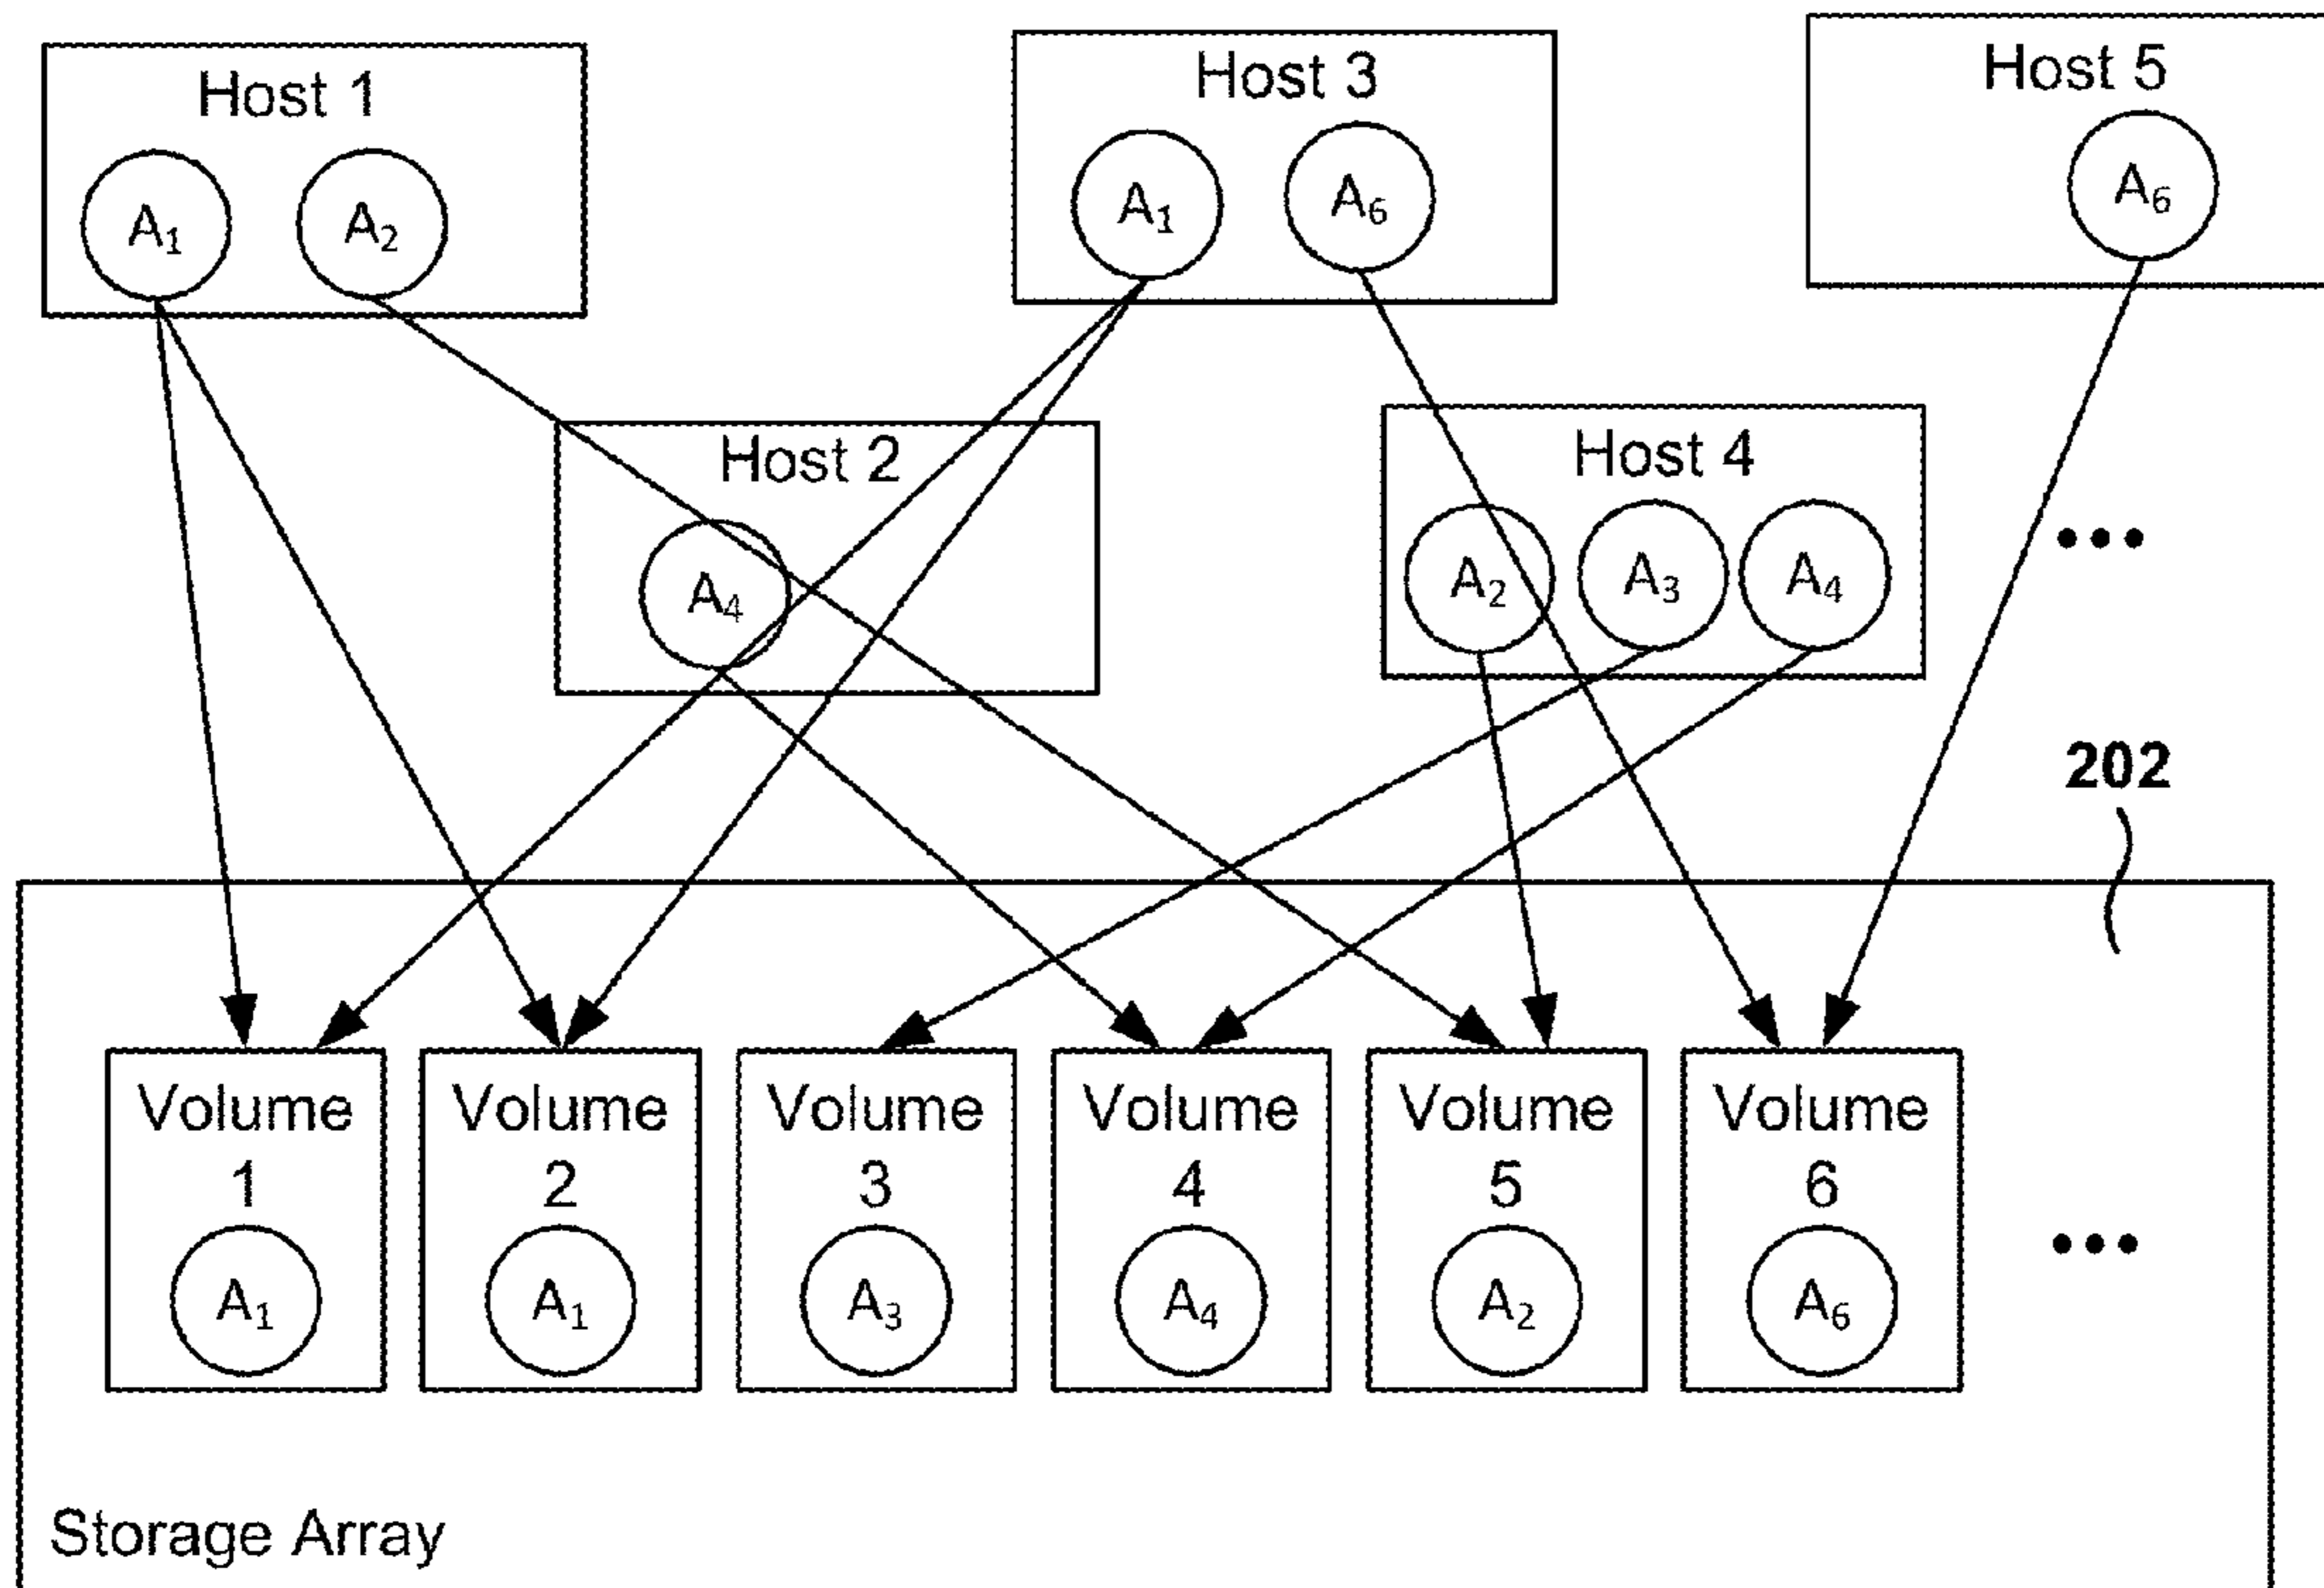 Host 1
A₁ A₂
Host 3
A₁ A₆
Host 5
A₆
Host 2
A₄
Host 4
A₂ A₃ A₄
...
202
Volume 1
A₁
Volume 2
A₁
Volume 3
A₃
Volume 4
A₄
Volume 5
A₂
Volume 6
A₆
...
Storage Array